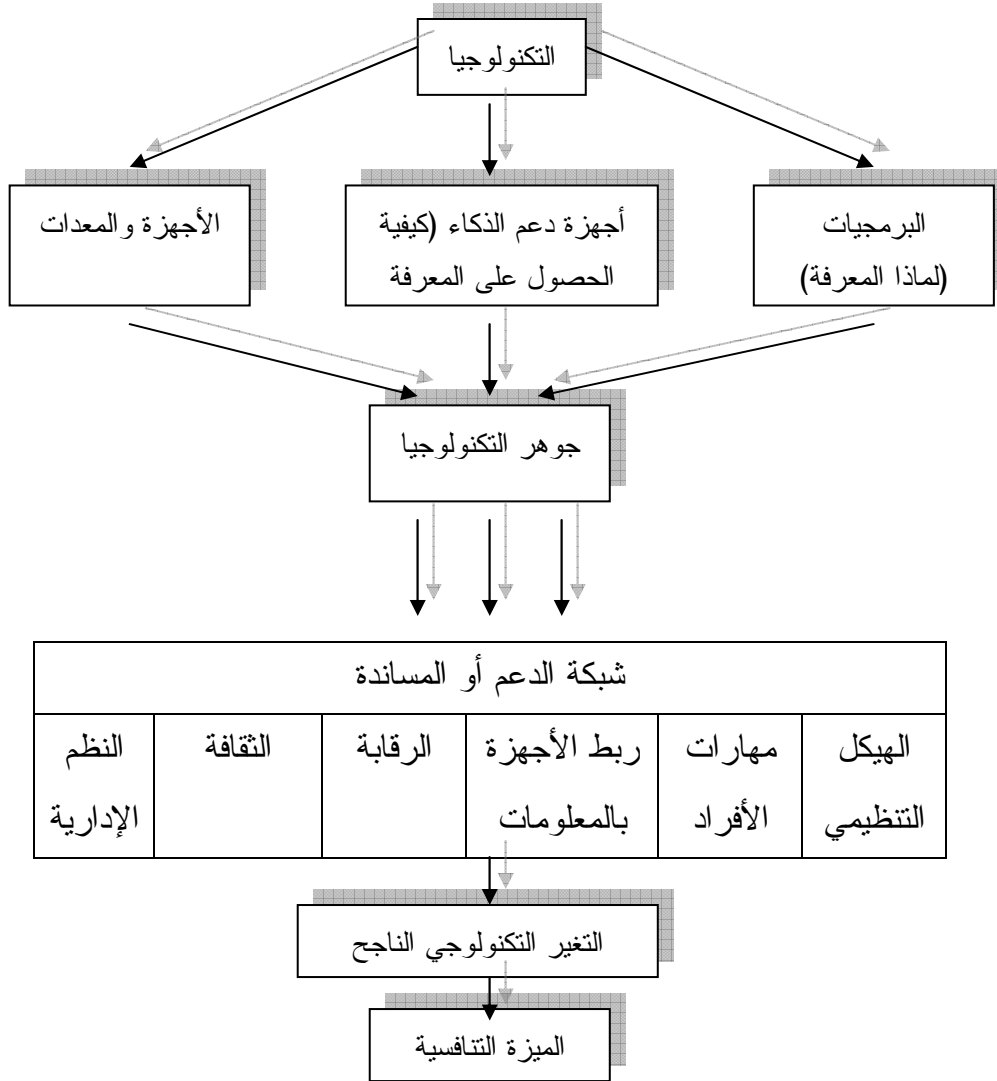 التكنولوجيا
البرمجيات
(لماذا المعرفة)
أجهزة دعم الذكاء (كيفية
الحصول على المعرفة
الأجهزة والمعدات
جوهر التكنولوجيا
شبكة الدعم أو المساندة
الهيكل
التنظيمي
مهارات
الأفراد
ربط الأجهزة
بالمعلومات
الرقابة
الثقافة
النظم
الإدارية
التغير التكنولوجي الناجح
الميزة التنافسية